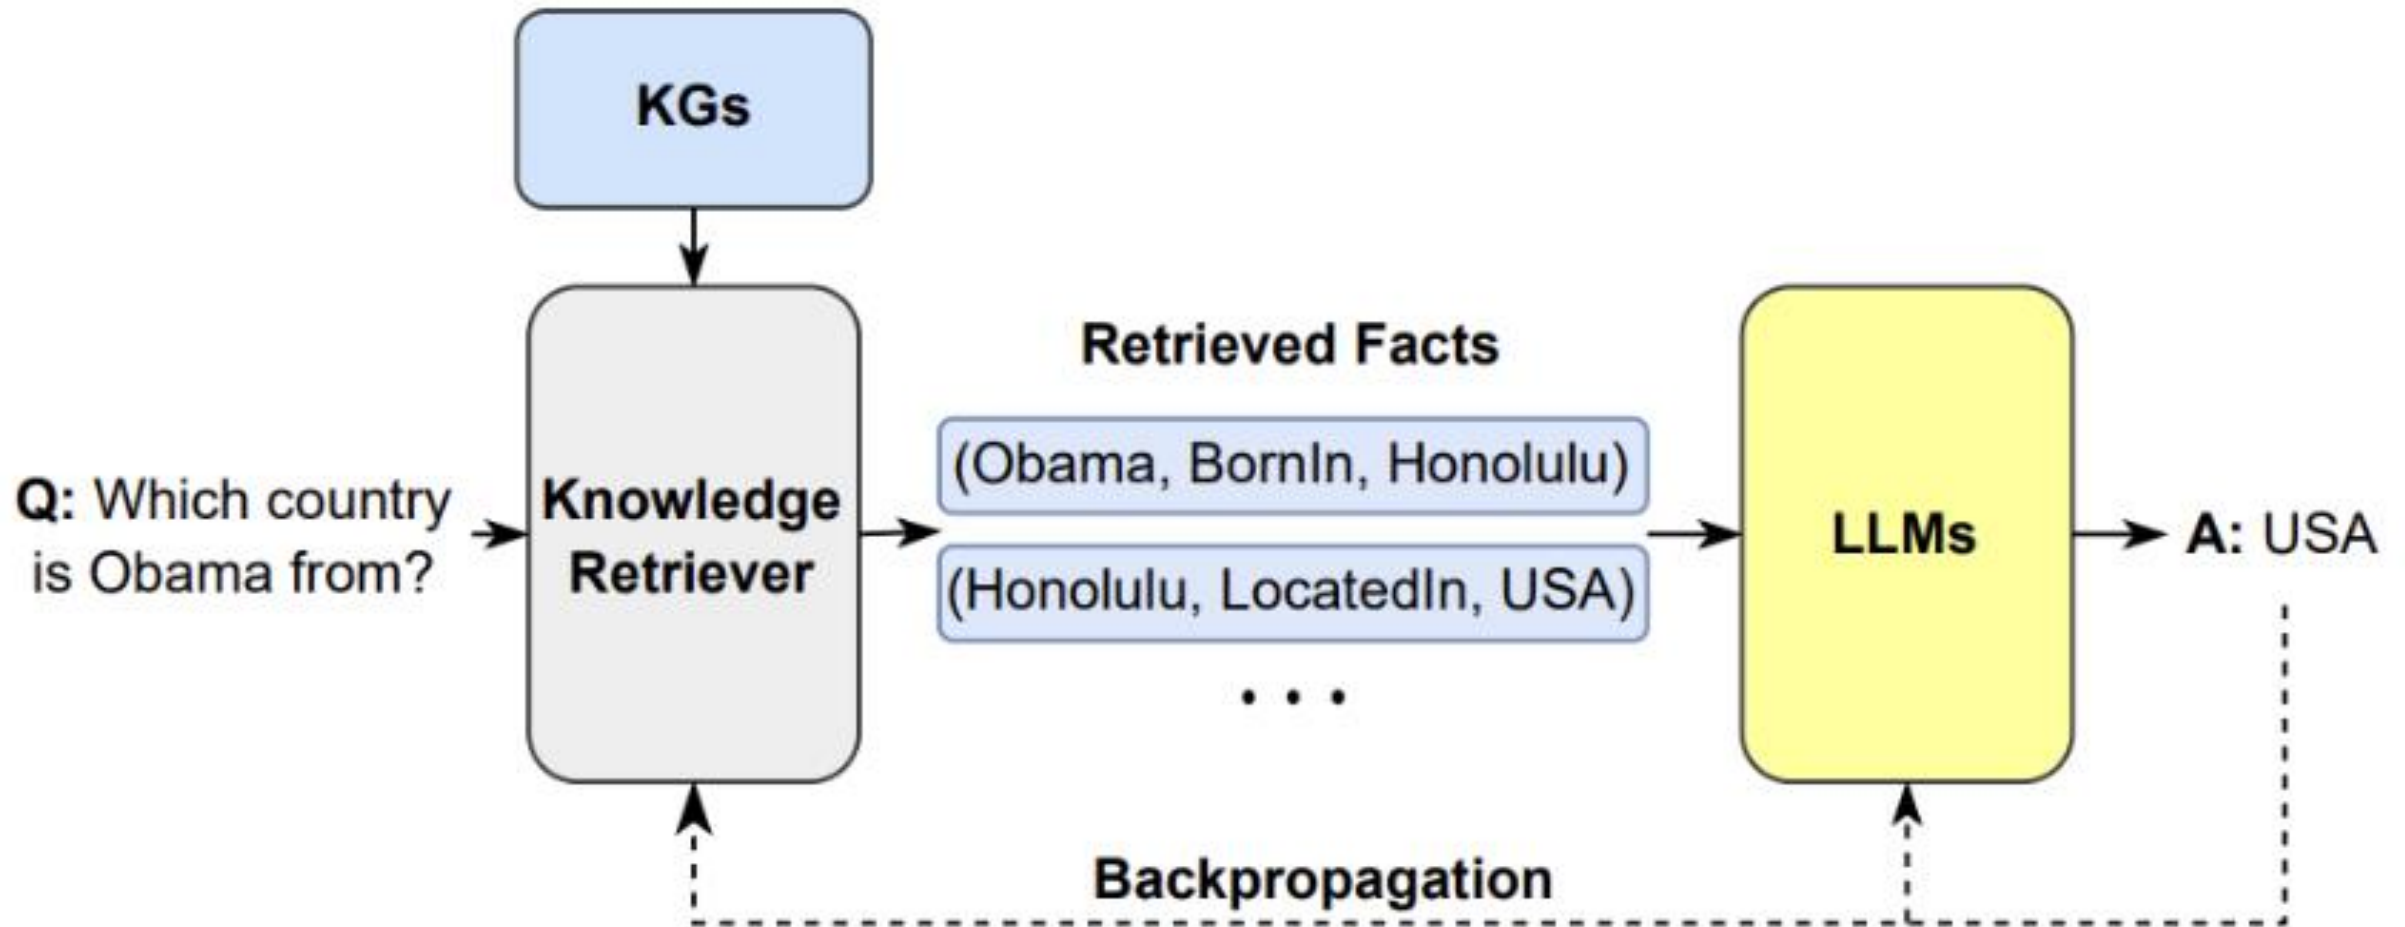 KGs
Q: Which country
is Obama from?
Knowledge
Retriever
Retrieved Facts
(Obama, BornIn, Honolulu)
(Honolulu, LocatedIn, USA)
. . .
LLMs
A: USA
Backpropagation